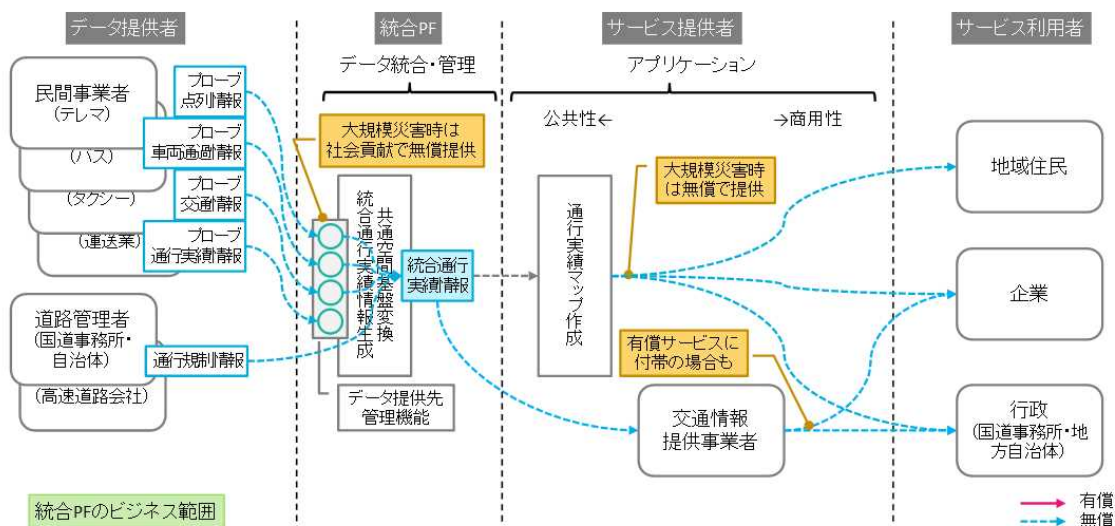 データ提供者
統合PF
サービス提供者
サービス利用者
民間事業者
(テレマ)
(バス)
(タクシー)
(運送業)
プローブ
点列情報
プローブ
車両通過情報
プローブ
交通情報
プローブ
通行実績情報
道路管理者
(国道事務所・
自治体)
(高速道路会社)
通行規制情報
データ統合・管理
大規模災害時は
社会貢献で無償提供
共通空間基盤変換
統合通行実績情報生成
統合通行
実績情報
データ提供先
管理機能
アプリケーション
公共性←
→商用性
通行実績マップ作成
大規模災害時
は無償で提供
有償サービスに
付帯の場合も
交通情報
提供事業者
地域住民
企業
行政
(国道事務所・地
方自治体)
統合PFのビジネス範囲
有償
無償